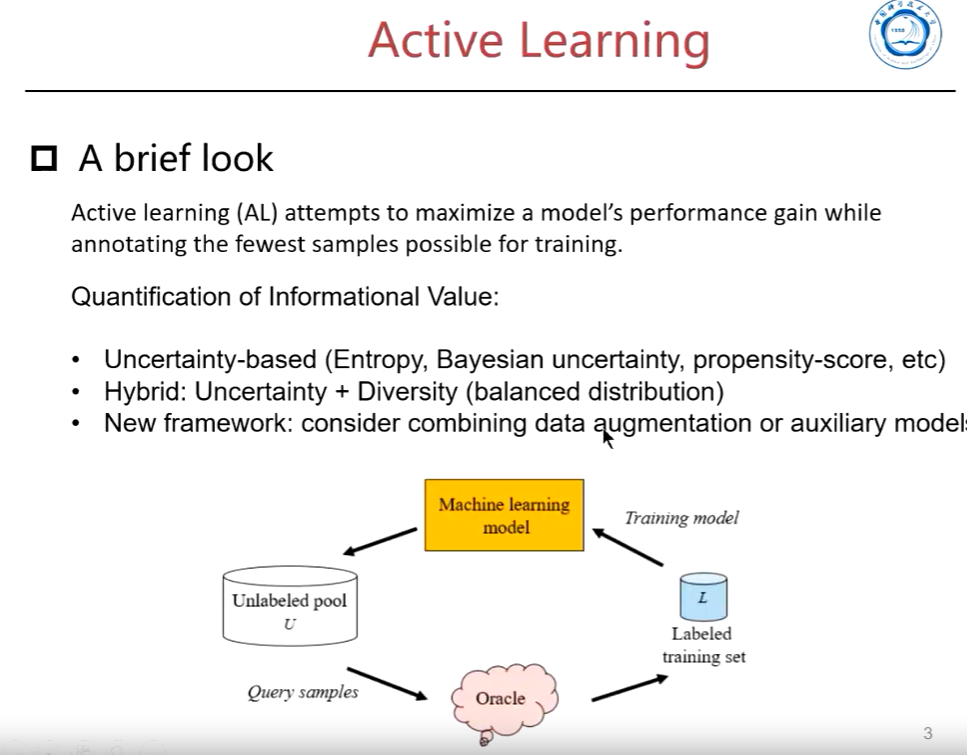 Active Learning
A brief look
Active learning (AL) attempts to maximize a model's performance gain while
annotating the fewest samples possible for training.
Quantification of Informational Value:
• Uncertainty-based (Entropy, Bayesian uncertainty, propensity-score, etc)
• Hybrid: Uncertainty + Diversity (balanced distribution)
• New framework: consider combining data augmentation or auxiliary models
Machine learning
model
Training model
Unlabeled pool
U
L
Labeled
training set
Query samples
Oracle
3